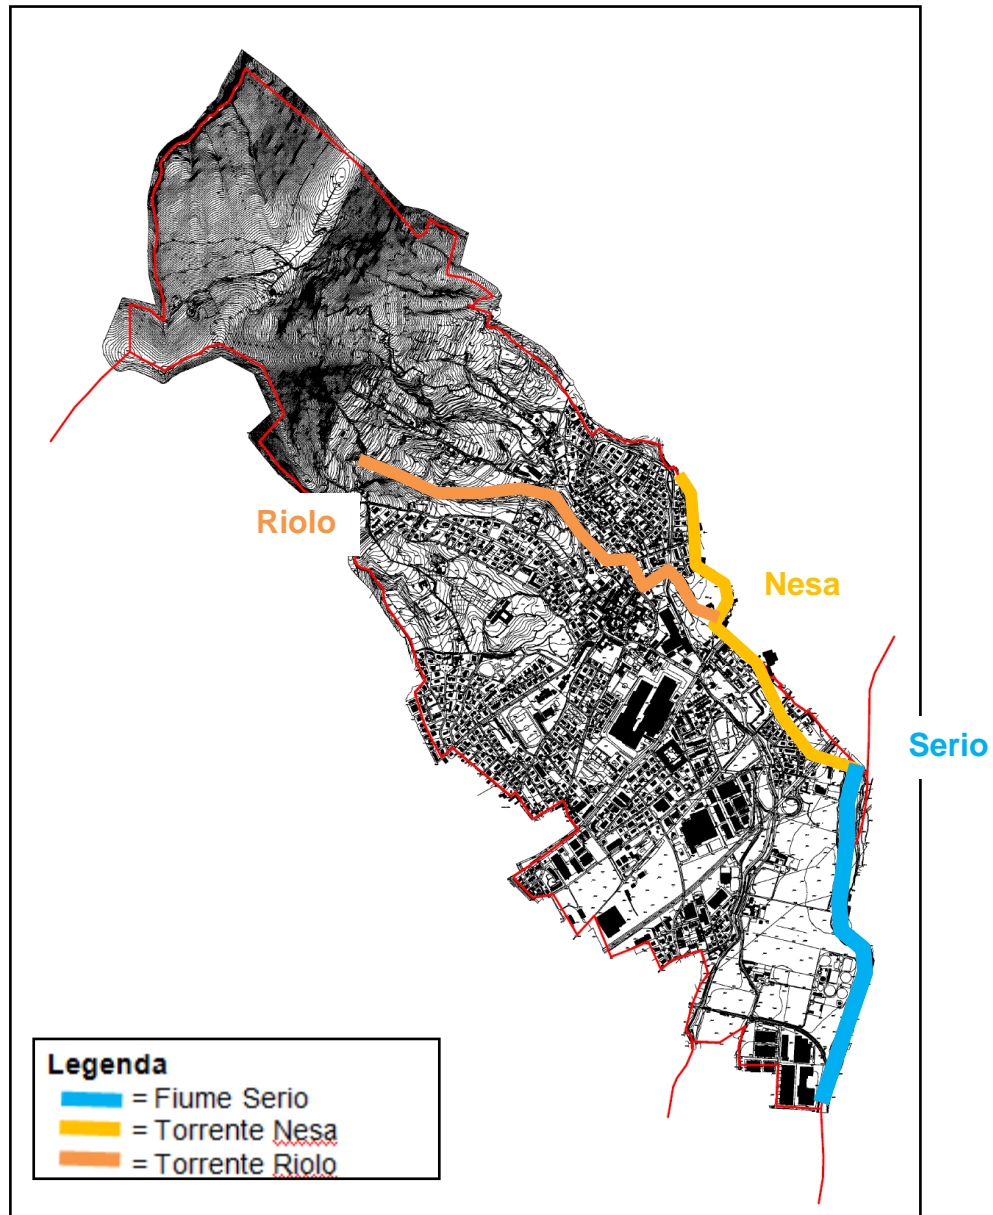 Riolo
Nesa
Serio
Legenda
= Fiume Serio
= Torrente Nesa
= Torrente Riolo